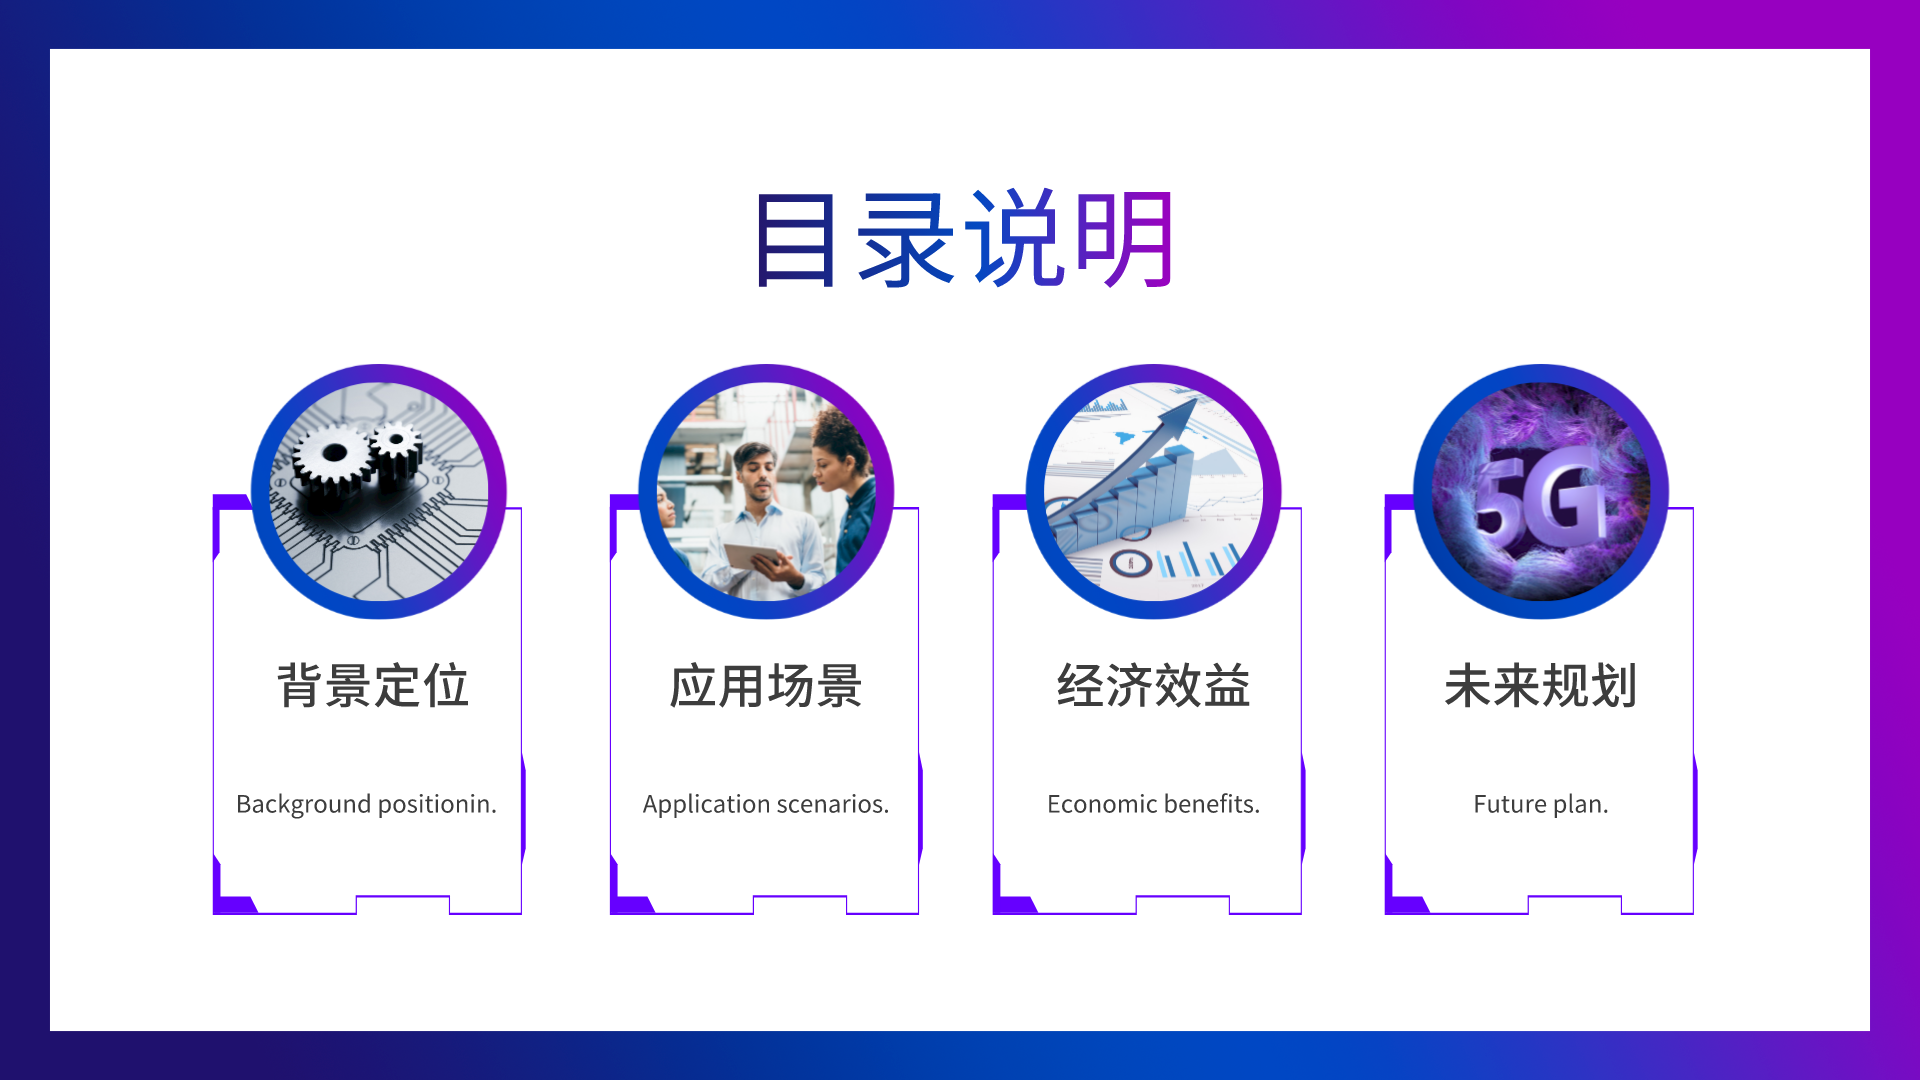 目录说明
5G
背景定位
应用场景
经济效益
未来规划
Background positionin.
Application scenarios.
Economic benefits.
Future plan.